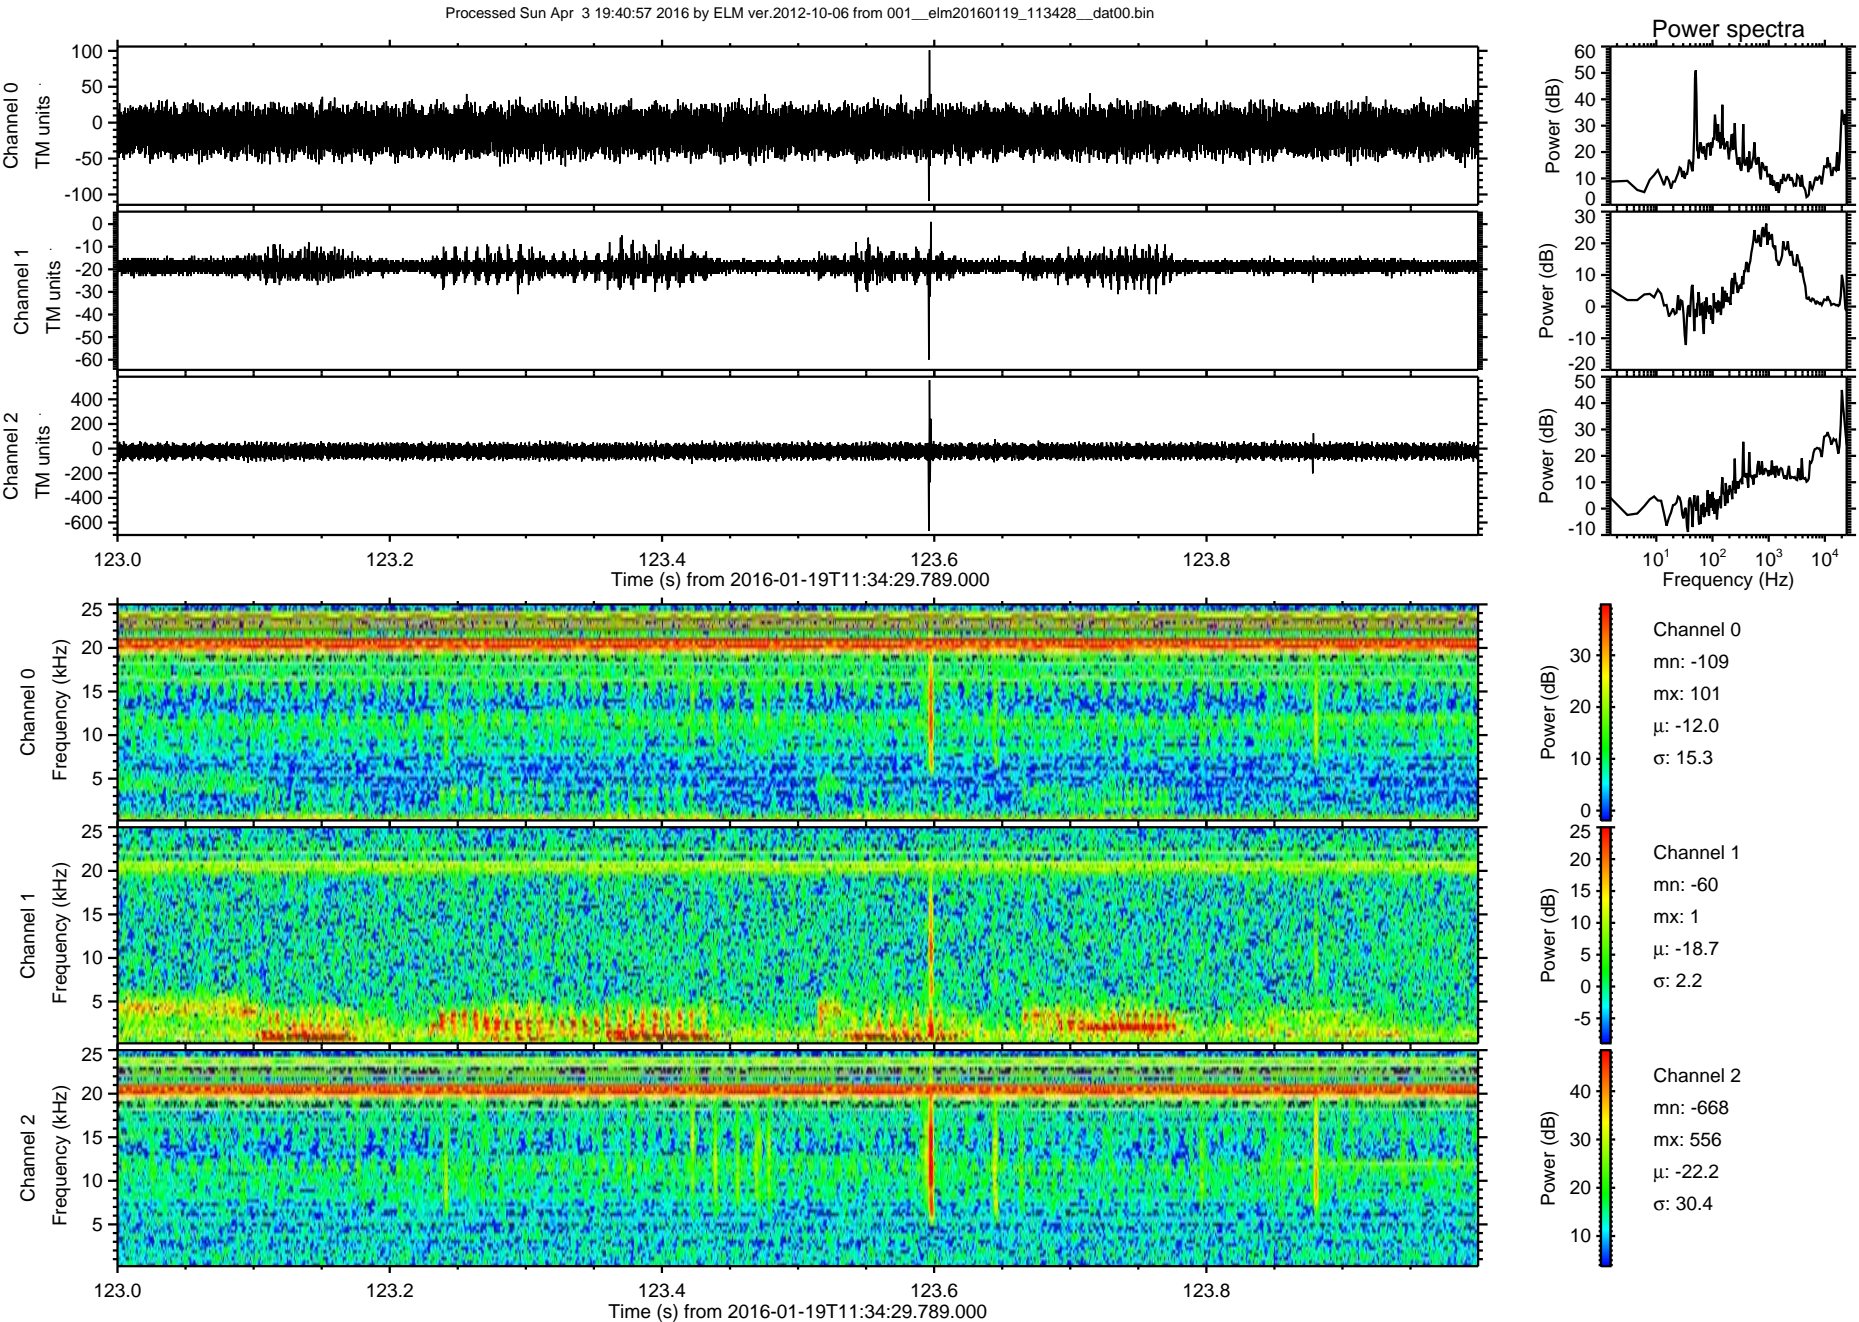 Processed Sun Apr 3 19:40:57 2016 by ELM ver.2012-10-06 from 001__elm20160119_113428__dat00.bin
Power spectra
Channel 0
TM units
100
50
0
-50
-100
Power (dB)
60
50
40
30
20
10
0
Channel 1
TM units
0
-10
-20
-30
-40
-50
-60
Power (dB)
30
20
10
0
-10
-20
Channel 2
TM units
400
200
0
-200
-400
-600
Power (dB)
50
40
30
20
10
0
-10
123.0 123.2 123.4 123.6 123.8
Time (s) from 2016-01-19T11:34:29.789.000
10¹ 10² 10³ 10⁴
Frequency (Hz)
Channel 0
Frequency (kHz)
25
20
15
10
5
Power (dB)
30
20
10
0
Channel 0
mn: -109
mx: 101
μ: -12.0
σ: 15.3
Channel 1
Frequency (kHz)
25
20
15
10
5
Power (dB)
25
20
15
10
5
0
-5
Channel 1
mn: -60
mx: 1
μ: -18.7
σ: 2.2
Channel 2
Frequency (kHz)
25
20
15
10
5
Power (dB)
40
30
20
10
Channel 2
mn: -668
mx: 556
μ: -22.2
σ: 30.4
123.0 123.2 123.4 123.6 123.8
Time (s) from 2016-01-19T11:34:29.789.000